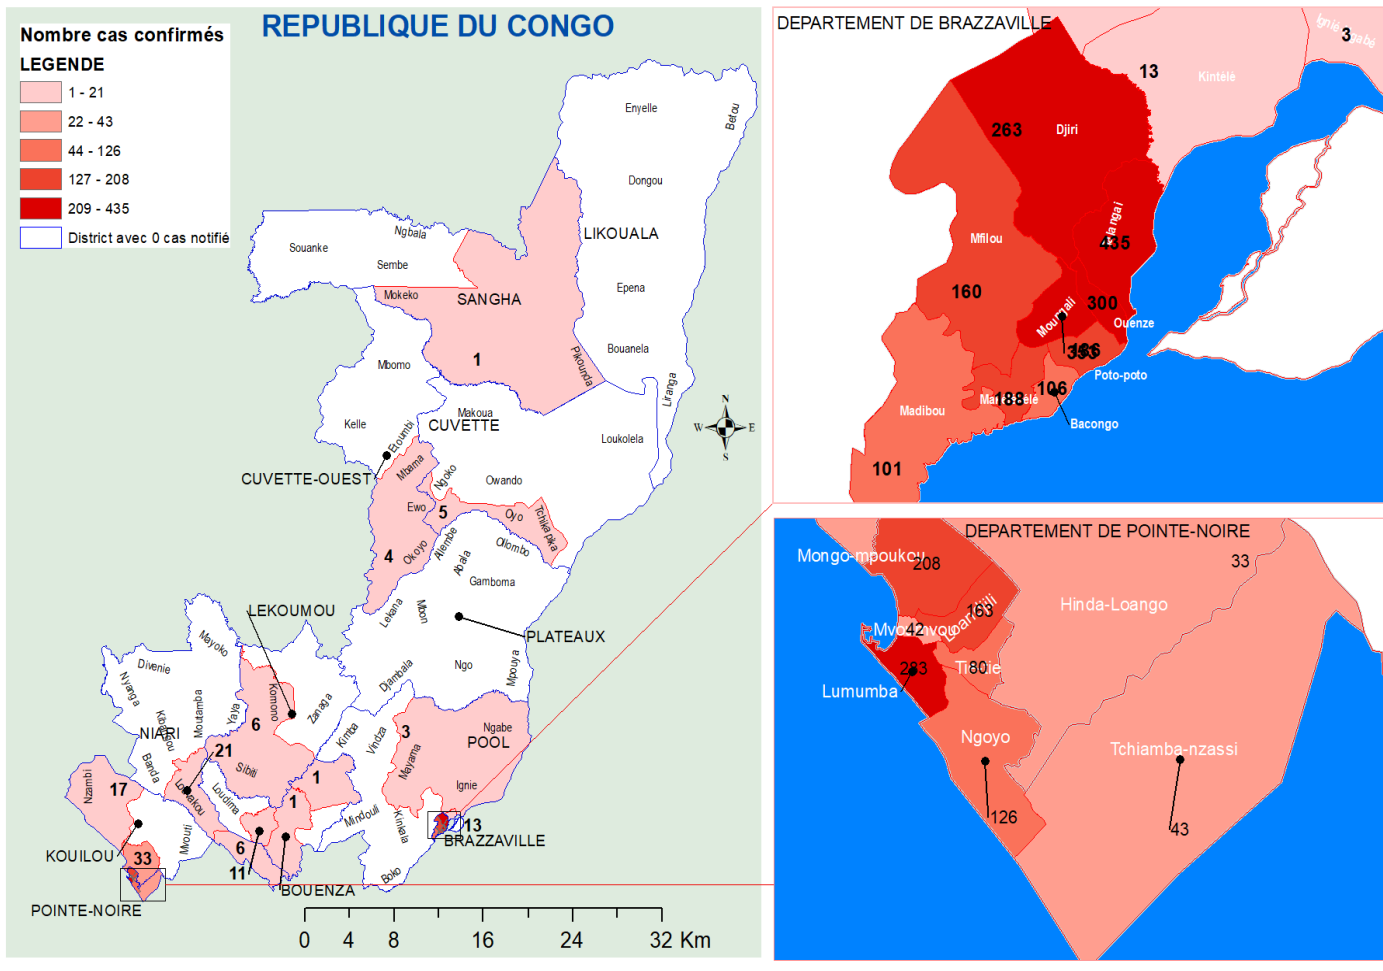 REPUBLIQUE DU CONGO
Nombre cas confirmés
LEGENDE
1 - 21
22 - 43
44 - 126
127 - 208
209 - 435
District avec 0 cas notifié
Enyelle
Betou
Dongou
LIKOUALA
Ngbala
Souanke
Sembe
Epena
Mokeko
SANGHA
Bouanela
1
Pikounda
Mbomo
Liranga
Makoua
Kelle
CUVETTE
Etoumbi
Loukolela
N
W
E
S
CUVETTE-OUEST
Mbama
Ngoko
Owando
Ewo
5
Oyo
Tchikapika
4
Okoyo
Allembe
Ollombo
Abala
Gamboma
LEKOUMOU
Lekana
Mbon
PLATEAUX
Mayoko
Divenie
Ngo
Mpouya
Djambala
Nyanga
Komono
Zanaga
Moutamba
Yaya
6
NIARI
Kimba
Vindza
3
Ngabe
POOL
21
Banda
Sibiti
Mayama
Nzambi
17
1
Ignie
Loudima
1
Mindouli
Kinkala
13
BRAZZAVILLE
Mvouti
KOUILOU
33
6
11
Boko
BOUENZA
POINTE-NOIRE
0 4 8 16 24 32 Km
DEPARTEMENT DE BRAZZAVILLE
3
13
Kintélé
263
Djiri
Mfilou
435
160
300
Ouenze
Poto-poto
106
188
Madibou
Bacongo
101
DEPARTEMENT DE POINTE-NOIRE
Mongo-mpoukou
208
33
163
Hinda-Loango
42
80
Lumumba
Ngoyo
Tchiamba-nzassi
126
43